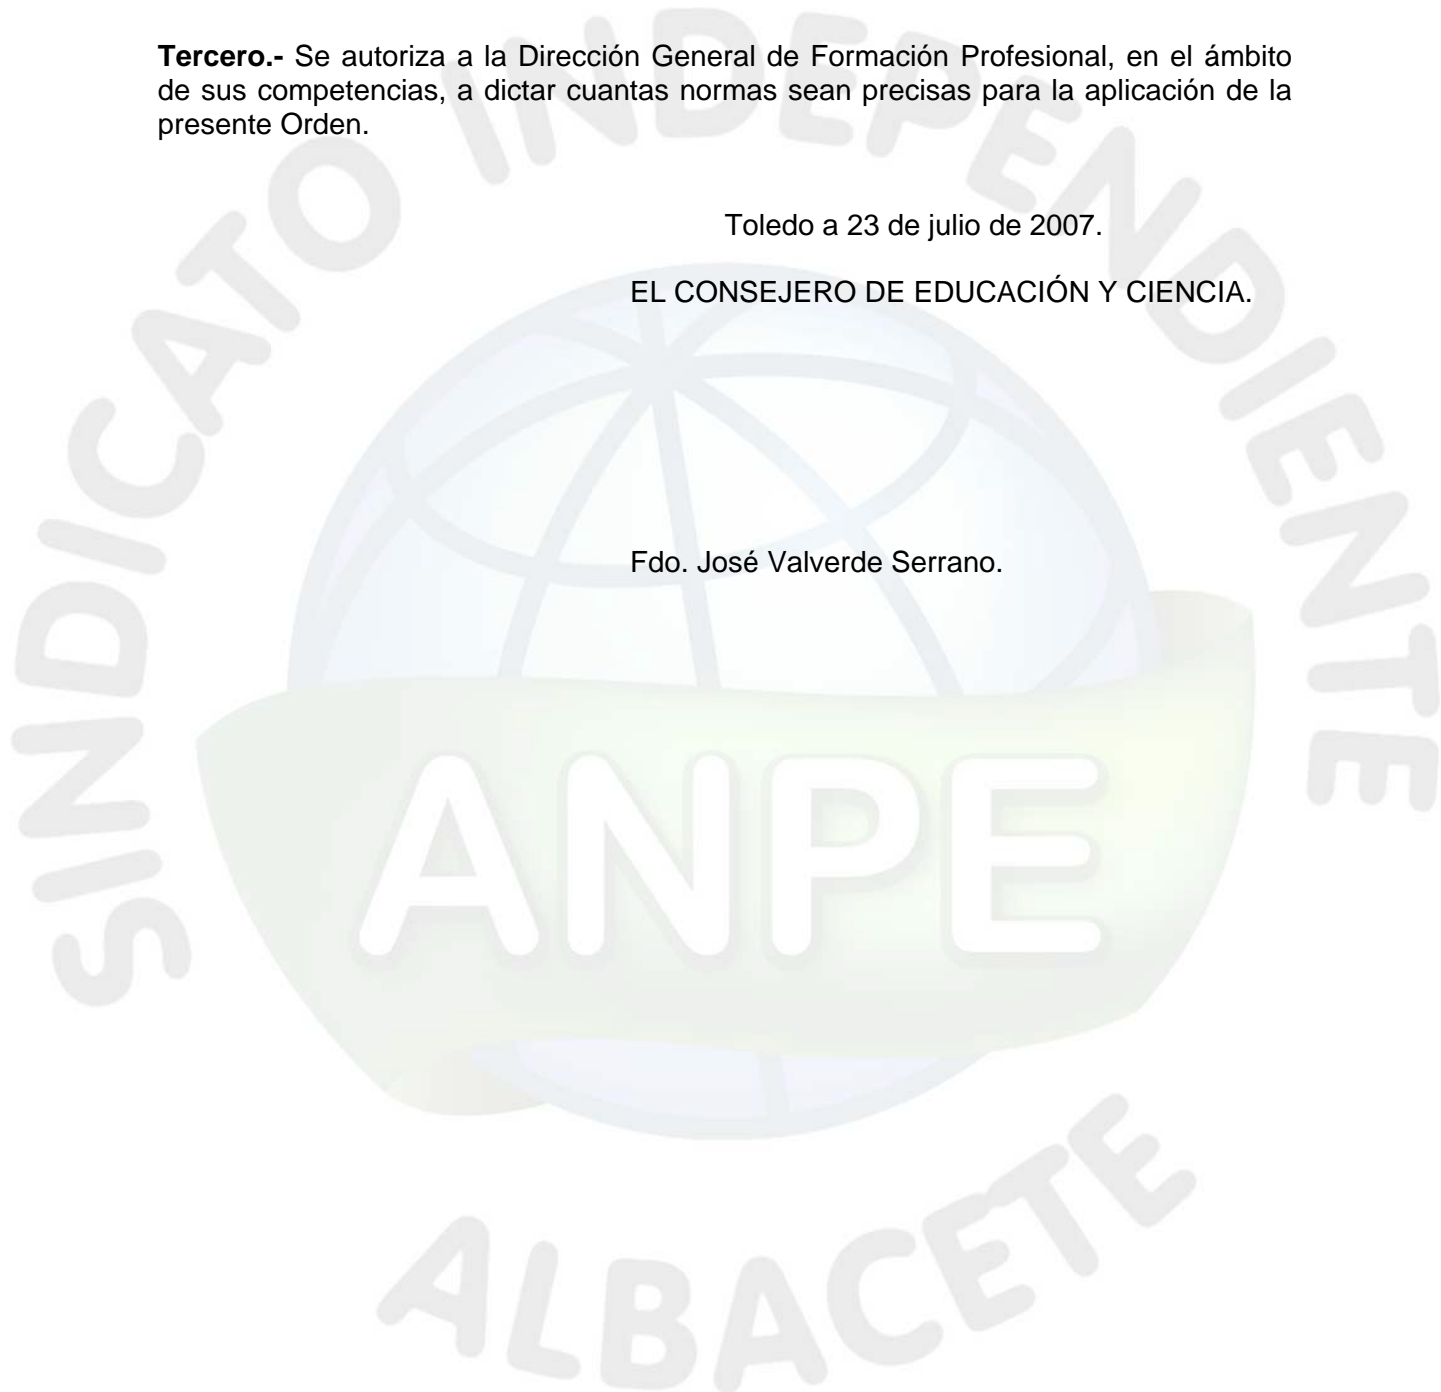 Tercero.- Se autoriza a la Dirección General de Formación Profesional, en el ámbito
de sus competencias, a dictar cuantas normas sean precisas para la aplicación de la
presente Orden.
Toledo a 23 de julio de 2007.
EL CONSEJERO DE EDUCACIÓN Y CIENCIA.
Fdo. José Valverde Serrano.
SINDICATO INDEPENDIENTE
ANPE
ALBACETE